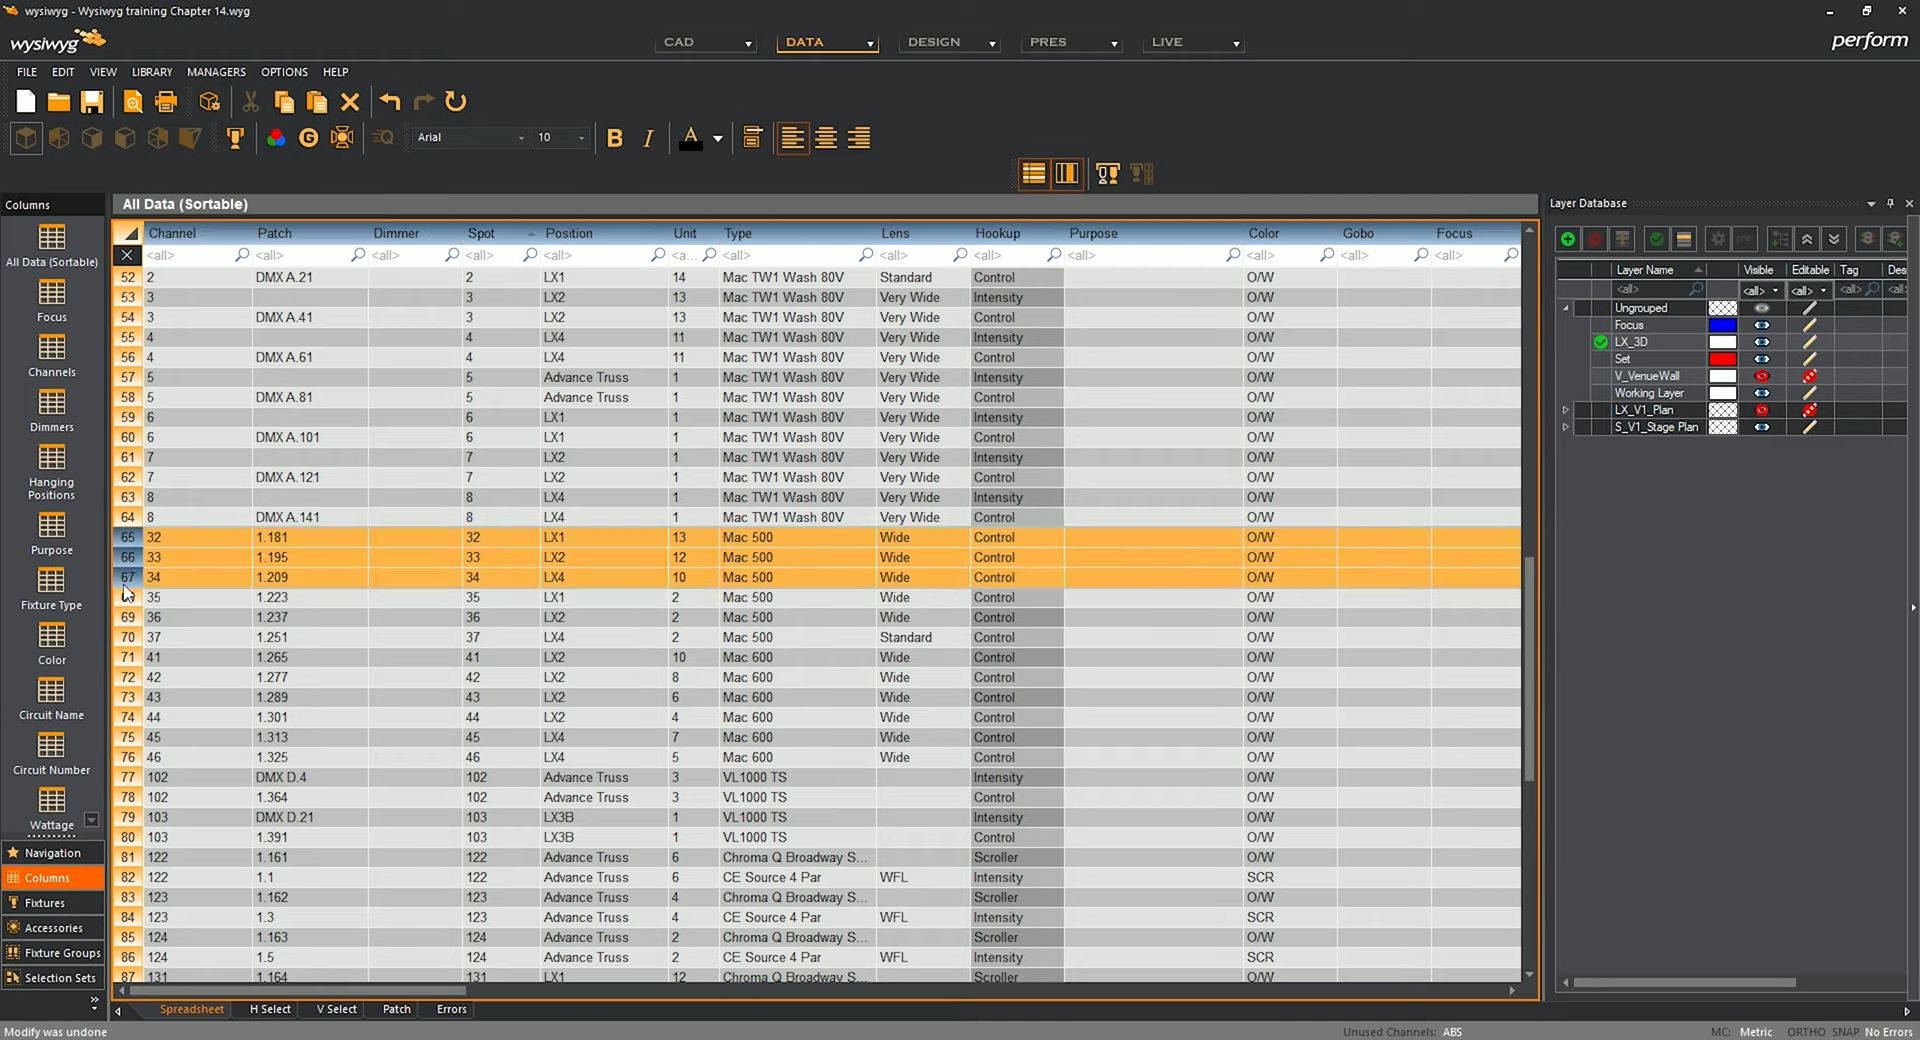 wysiwyg - Wysiwyg training Chapter 14.wyg
wysiwyg
CAD DATA DESIGN PRES LIVE
perform
FILE EDIT VIEW LIBRARY MANAGERS OPTIONS HELP
Arial 10 B I A
Columns
All Data (Sortable)
Focus
Channels
Dimmers
Hanging Positions
Purpose
Fixture Type
Color
Circuit Name
Circuit Number
Wattage
Navigation
Columns
Fixtures
Accessories
Fixture Groups
Selection Sets
All Data (Sortable)
Channel Patch Dimmer Spot Position Unit Type Lens Hookup Purpose Color Gobo Focus
<all> <all> <all> <all> <all> <a... <all> <all> <all> <all> <all> <all> <all>
52 2 DMX A.21 2 LX1 14 Mac TW1 Wash 80V Standard Control O/W
53 3 3 LX2 13 Mac TW1 Wash 80V Very Wide Intensity O/W
54 3 DMX A.41 3 LX2 13 Mac TW1 Wash 80V Very Wide Control O/W
55 4 4 LX4 11 Mac TW1 Wash 80V Very Wide Intensity O/W
56 4 DMX A.61 4 LX4 11 Mac TW1 Wash 80V Very Wide Control O/W
57 5 5 Advance Truss 1 Mac TW1 Wash 80V Very Wide Intensity O/W
58 5 DMX A.81 5 Advance Truss 1 Mac TW1 Wash 80V Very Wide Control O/W
59 6 6 LX1 1 Mac TW1 Wash 80V Very Wide Intensity O/W
60 6 DMX A.101 6 LX1 1 Mac TW1 Wash 80V Very Wide Control O/W
61 7 7 LX2 1 Mac TW1 Wash 80V Very Wide Intensity O/W
62 7 DMX A.121 7 LX2 1 Mac TW1 Wash 80V Very Wide Control O/W
63 8 8 LX4 1 Mac TW1 Wash 80V Very Wide Intensity O/W
64 8 DMX A.141 8 LX4 1 Mac TW1 Wash 80V Very Wide Control O/W
65 32 1.181 32 LX1 13 Mac 500 Wide Control O/W
66 33 1.195 33 LX2 12 Mac 500 Wide Control O/W
67 34 1.209 34 LX4 10 Mac 500 Wide Control O/W
35 1.223 35 LX1 2 Mac 500 Wide Control O/W
69 36 1.237 36 LX2 2 Mac 500 Wide Control O/W
70 37 1.251 37 LX4 2 Mac 500 Standard Control O/W
71 41 1.265 41 LX2 10 Mac 600 Wide Control O/W
72 42 1.277 42 LX2 8 Mac 600 Wide Control O/W
73 43 1.289 43 LX2 6 Mac 600 Wide Control O/W
74 44 1.301 44 LX2 4 Mac 600 Wide Control O/W
75 45 1.313 45 LX4 7 Mac 600 Wide Control O/W
76 46 1.325 46 LX4 5 Mac 600 Wide Control O/W
77 102 DMX D.4 102 Advance Truss 3 VL1000 TS Intensity O/W
78 102 1.364 102 Advance Truss 3 VL1000 TS Control O/W
79 103 DMX D.21 103 LX3B 1 VL1000 TS Intensity O/W
80 103 1.391 103 LX3B 1 VL1000 TS Control O/W
81 122 1.161 122 Advance Truss 6 Chroma Q Broadway S... Scroller O/W
82 122 1.1 122 Advance Truss 6 CE Source 4 Par WFL Intensity SCR
83 123 1.162 123 Advance Truss 4 Chroma Q Broadway S... Scroller O/W
84 123 1.3 123 Advance Truss 4 CE Source 4 Par WFL Intensity SCR
85 124 1.163 124 Advance Truss 2 Chroma Q Broadway S... Scroller O/W
86 124 1.5 124 Advance Truss 2 CE Source 4 Par WFL Intensity SCR
87 131 1.164 131 LX1 12 Chroma Q Broadway S... Scroller O/W
Spreadsheet H Select V Select Patch Errors
Layer Database
Layer Name Visible Editable Tag Des
<all> <all> <all> <all> <all
Ungrouped
Focus
LX_3D
Set
V_VenueWall
Working Layer
LX_V1_Plan
S_V1_Stage Plan
Modify was undone
Unused Channels: ABS
MC: Metric ORTHO SNAP No Errors